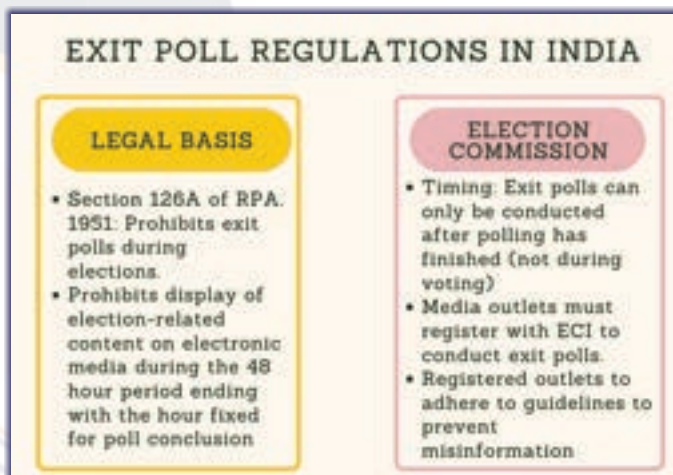 EXIT POLL REGULATIONS IN INDIA
LEGAL BASIS
• Section 126A of RPA.
1951: Prohibits exit
polls during
elections.
• Prohibits display of
election-related
content on electronic
media during the 48
hour period ending
with the hour fixed
for poll conclusion
ELECTION
COMMISSION
• Timing: Exit polls can
only be conducted
after polling has
finished (not during
voting)
• Media outlets must
register with ECI to
conduct exit polls.
• Registered outlets to
adhere to guidelines to
prevent
misinformation